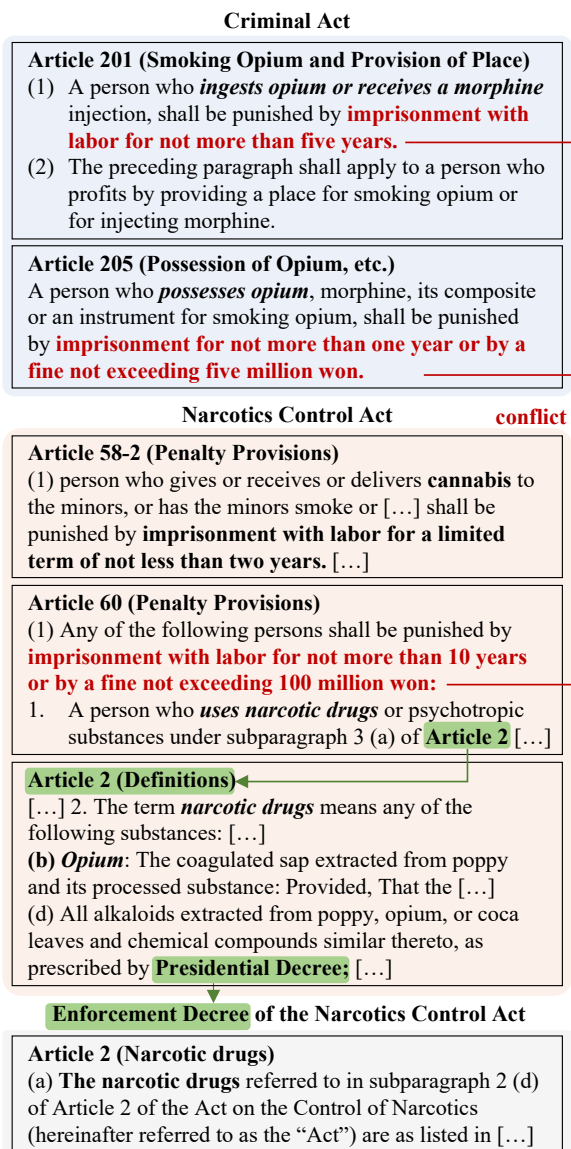 Criminal Act
Article 201 (Smoking Opium and Provision of Place)
(1) A person who ingests opium or receives a morphine
injection, shall be punished by imprisonment with
labor for not more than five years.
(2) The preceding paragraph shall apply to a person who
profits by providing a place for smoking opium or
for injecting morphine.
Article 205 (Possession of Opium, etc.)
A person who possesses opium, morphine, its composite
or an instrument for smoking opium, shall be punished
by imprisonment for not more than one year or by a
fine not exceeding five million won.
Narcotics Control Act conflict
Article 58-2 (Penalty Provisions)
(1) person who gives or receives or delivers cannabis to
the minors, or has the minors smoke or […] shall be
punished by imprisonment with labor for a limited
term of not less than two years. […]
Article 60 (Penalty Provisions)
(1) Any of the following persons shall be punished by
imprisonment with labor for not more than 10 years
or by a fine not exceeding 100 million won:
1. A person who uses narcotic drugs or psychotropic
substances under subparagraph 3 (a) of Article 2 […]
Article 2 (Definitions)
[…] 2. The term narcotic drugs means any of the
following substances: […]
(b) Opium: The coagulated sap extracted from poppy
and its processed substance: Provided, That the […]
(d) All alkaloids extracted from poppy, opium, or coca
leaves and chemical compounds similar thereto, as
prescribed by Presidential Decree; […]
Enforcement Decree of the Narcotics Control Act
Article 2 (Narcotic drugs)
(a) The narcotic drugs referred to in subparagraph 2 (d)
of Article 2 of the Act on the Control of Narcotics
(hereinafter referred to as the “Act”) are as listed in […]